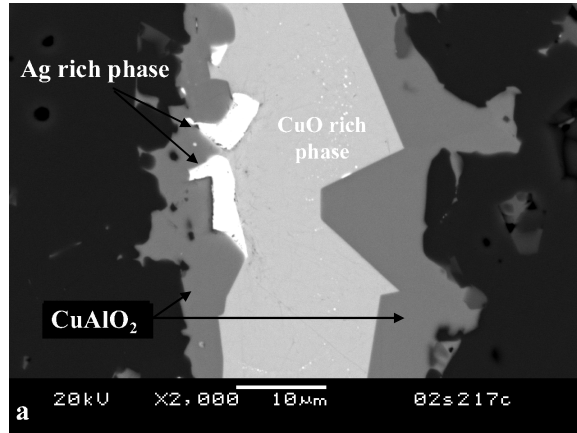 Ag rich phase
CuO rich
phase
CuAlO₂
a
20kV X2,000 10μm 02s217c